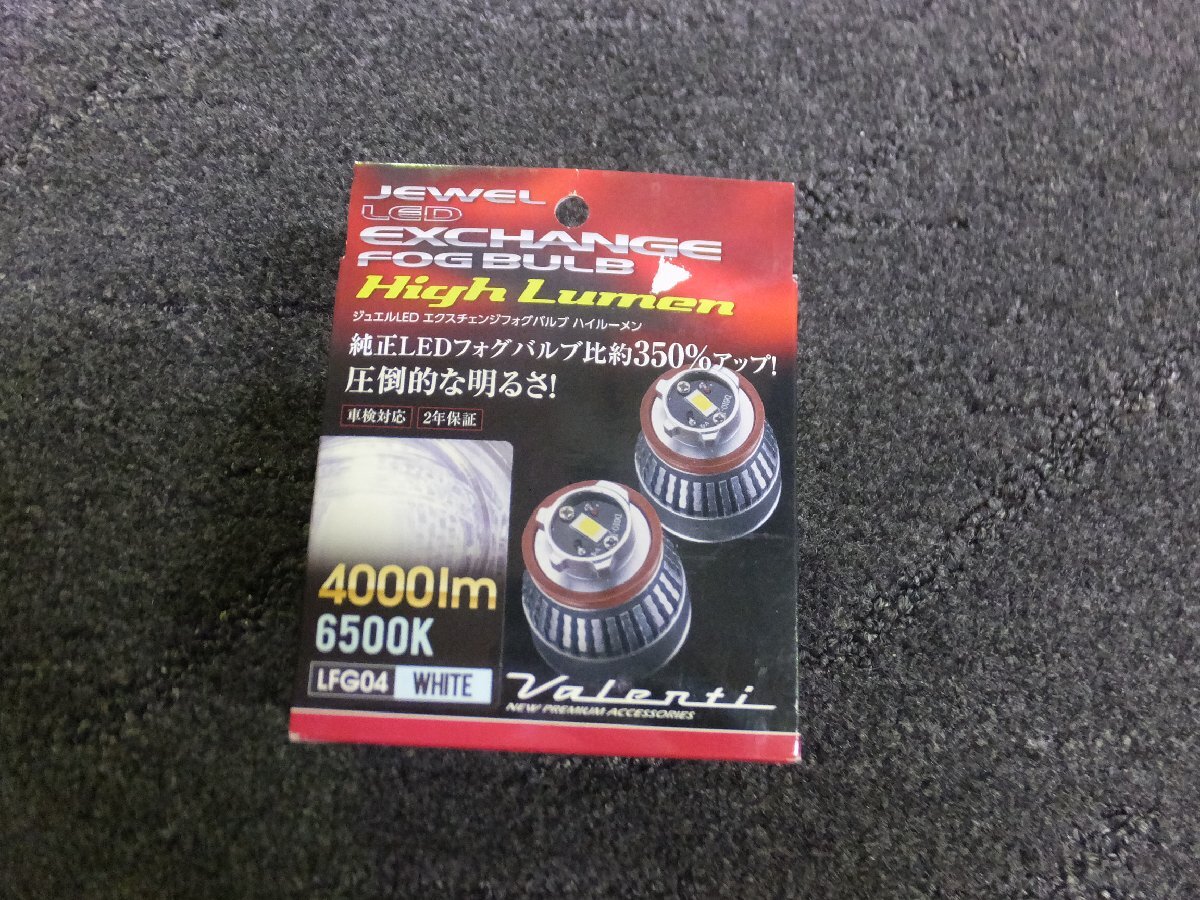 JEWEL
LED
EXCHANGE
FOG BULB
High Lumen
ジュエルLED エクスチェンジフォグバルブ ハイルーメン
純正LEDフォグバルブ比約350%アップ!
圧倒的な明るさ!
車検対応 2年保証
4000lm
6500K
LFG04 WHITE
Valenti
NEW PREMIUM ACCESSORIES